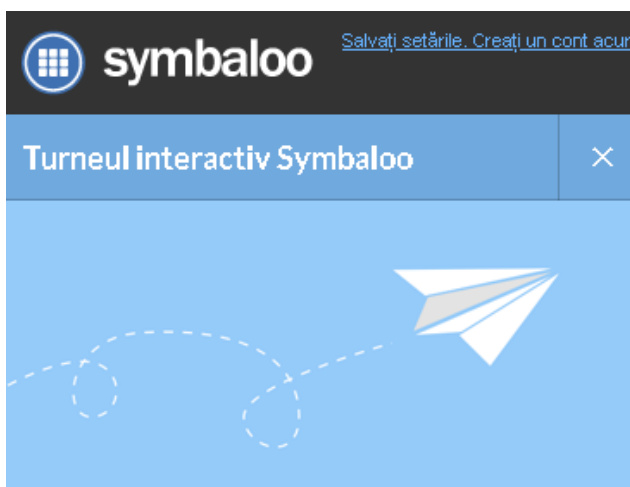 symbaloo
Salvați setările. Creați un cont acum
Turneul interactiv Symbaloo